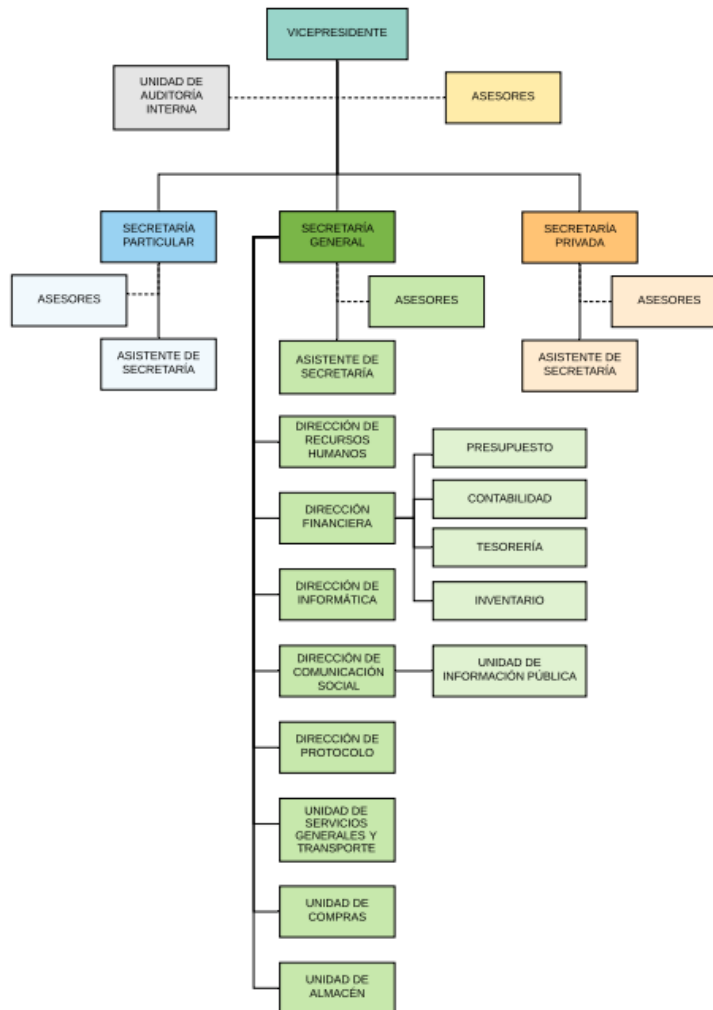 VICEPRESIDENTE
UNIDAD DE
AUDITORÍA
INTERNA
ASESORES
SECRETARÍA
PARTICULAR
SECRETARÍA
GENERAL
SECRETARÍA
PRIVADA
ASESORES
ASESORES
ASESORES
ASISTENTE DE
SECRETARÍA
ASISTENTE DE
SECRETARÍA
ASISTENTE DE
SECRETARÍA
DIRECCIÓN DE
RECURSOS
HUMANOS
PRESUPUESTO
CONTABILIDAD
DIRECCIÓN
FINANCIERA
TESORERÍA
INVENTARIO
DIRECCIÓN DE
INFORMÁTICA
DIRECCIÓN DE
COMUNICACIÓN
SOCIAL
UNIDAD DE
INFORMACIÓN PÚBLICA
DIRECCIÓN DE
PROTOCOLO
UNIDAD DE
SERVICIOS
GENERALES Y
TRANSPORTE
UNIDAD DE
COMPRAS
UNIDAD DE
ALMACÉN